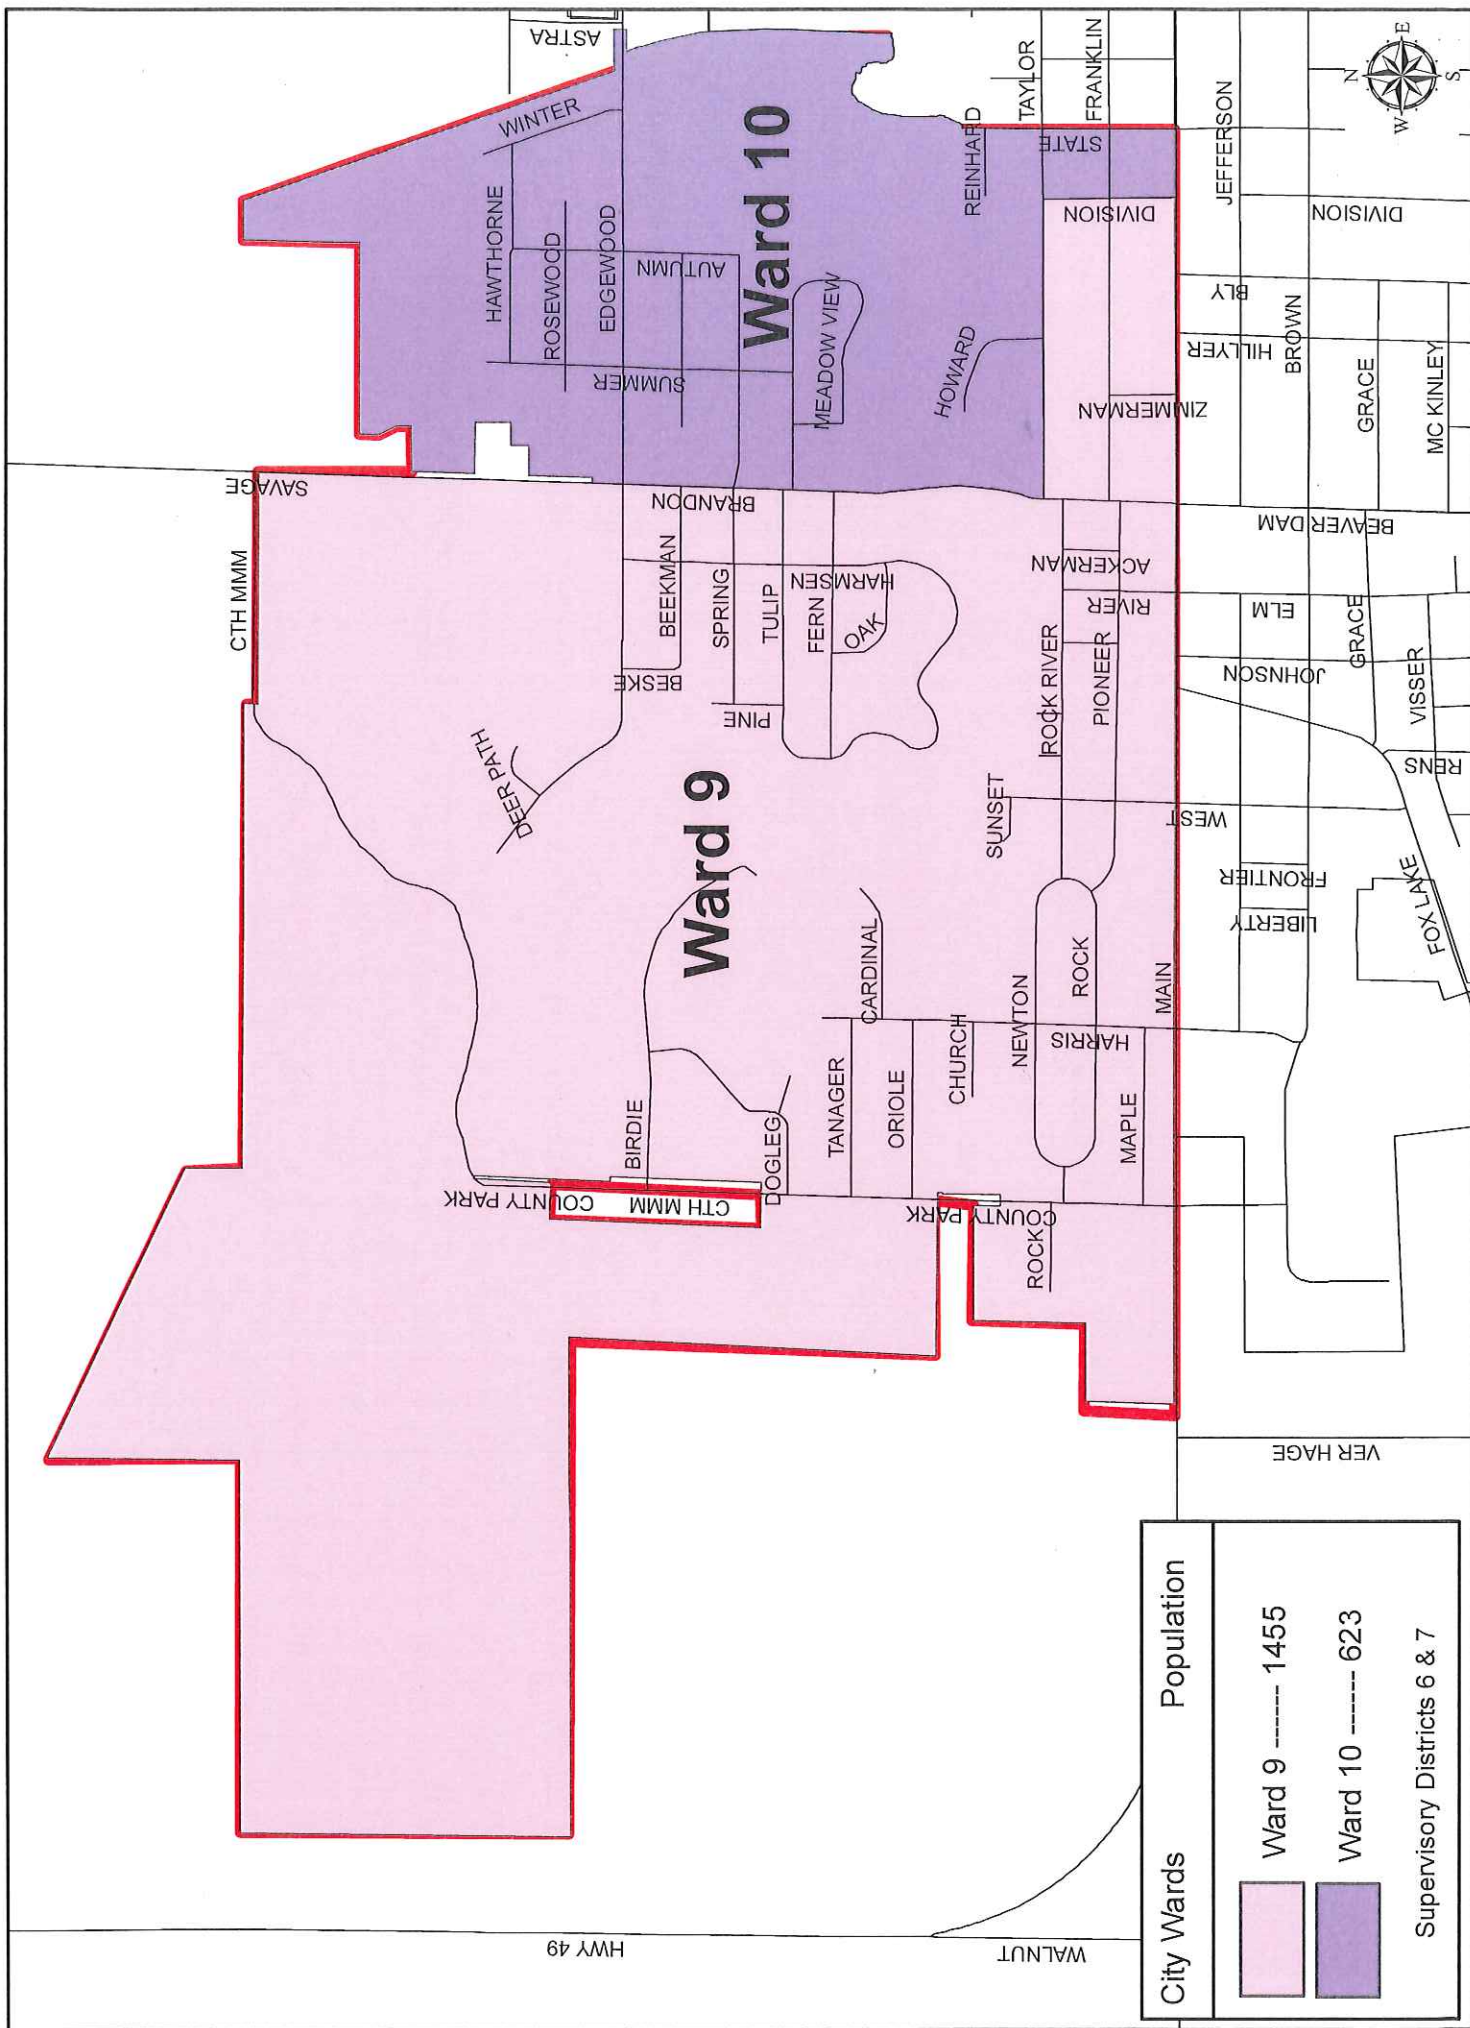 ASTRA
WINTER
HAWTHORNE
ROSEWOOD
EDGEWOOD
AUTUMN
SUMMER
Ward 10
MEADOW VIEW
HOWARD
REINHARD
TAYLOR
FRANKLIN
STATE
DIVISION
JEFFERSON
DIVISION
BLY
HILLYER
BROWN
ZIMMERMAN
GRACE
MC KINLEY
N
E
S
W
SAVAGE
CTH MMM
BRANDON
BEEKMAN
SPRING
TULIP
FERN
HARMSEN
OAK
BESKE
PINE
DEER PATH
Ward 9
ACKERMAN
RIVER
ROCK RIVER
PIONEER
SUNSET
BEAVER DAM
ELM
GRACE
JOHNSON
VISSER
RENS
WEST
FRONTIER
LIBERTY
FOX LAKE
CARDINAL
NEWTON
ROCK
MAIN
HARRIS
CHURCH
TANAGER
ORIOLE
MAPLE
BIRDIE
DOGLEG
COUNTY PARK
COUNTY PARK
CTH MMM
COUNTY PARK
ROCK
VER HAGE
HWY 49
WALNUT
City Wards Population
Ward 9 ------- 1455
Ward 10 ------- 623
Supervisory Districts 6 & 7